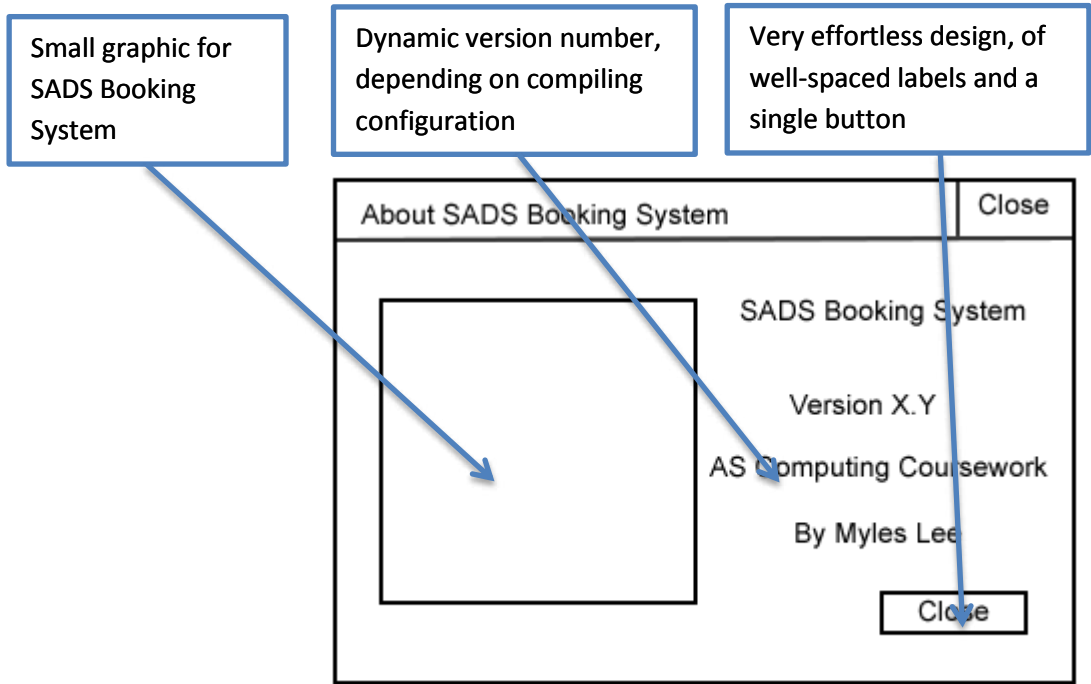 Small graphic for
SADS Booking
System
Dynamic version number,
depending on compiling
configuration
Very effortless design, of
well-spaced labels and a
single button
About SADS Booking System
Close
SADS Booking System
Version X.Y
AS Computing Coursework
By Myles Lee
Close